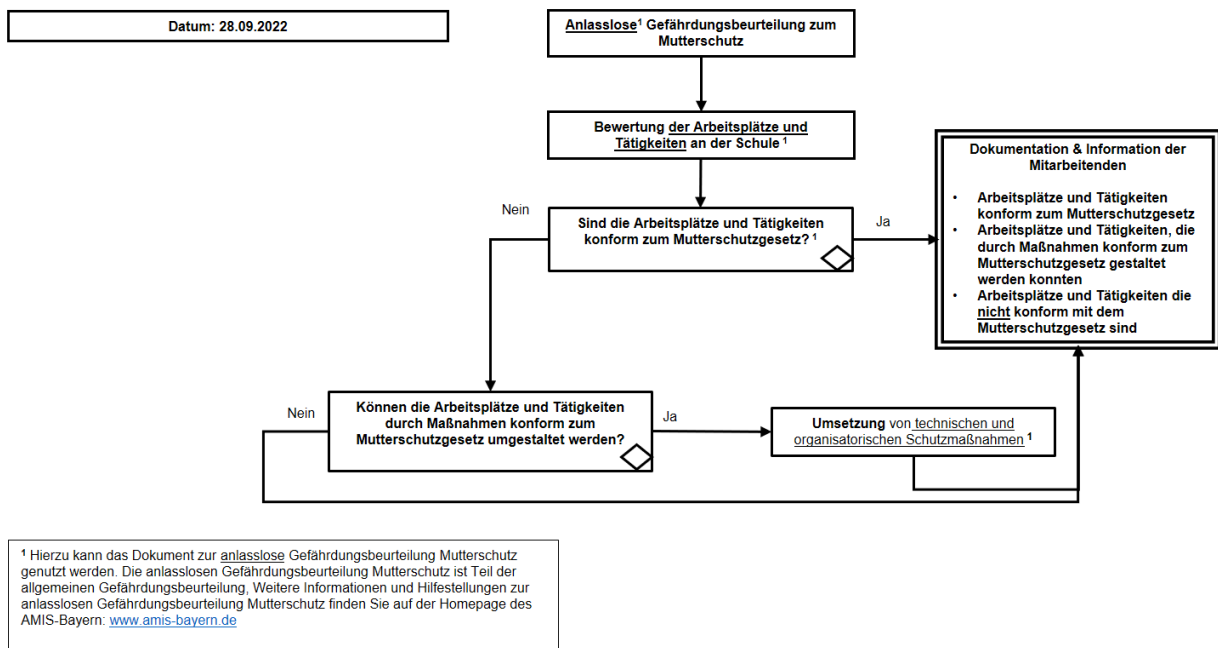 Datum: 28.09.2022
Anlasslose¹ Gefährdungsbeurteilung zum
Mutterschutz
Bewertung der Arbeitsplätze und
Tätigkeiten an der Schule ¹
Dokumentation & Information der
Mitarbeitenden
• Arbeitsplätze und Tätigkeiten
konform zum Mutterschutzgesetz
• Arbeitsplätze und Tätigkeiten, die
durch Maßnahmen konform zum
Mutterschutzgesetz gestaltet
werden konnten
• Arbeitsplätze und Tätigkeiten die
nicht konform mit dem
Mutterschutzgesetz sind
Nein
Sind die Arbeitsplätze und Tätigkeiten
konform zum Mutterschutzgesetz? ¹
Ja
Nein
Können die Arbeitsplätze und Tätigkeiten
durch Maßnahmen konform zum
Mutterschutzgesetz umgestaltet werden?
Ja
Umsetzung von technischen und
organisatorischen Schutzmaßnahmen ¹
¹ Hierzu kann das Dokument zur anlasslose Gefährdungsbeurteilung Mutterschutz
genutzt werden. Die anlasslosen Gefährdungsbeurteilung Mutterschutz ist Teil der
allgemeinen Gefährdungsbeurteilung, Weitere Informationen und Hilfestellungen zur
anlasslosen Gefährdungsbeurteilung Mutterschutz finden Sie auf der Homepage des
AMIS-Bayern: www.amis-bayern.de